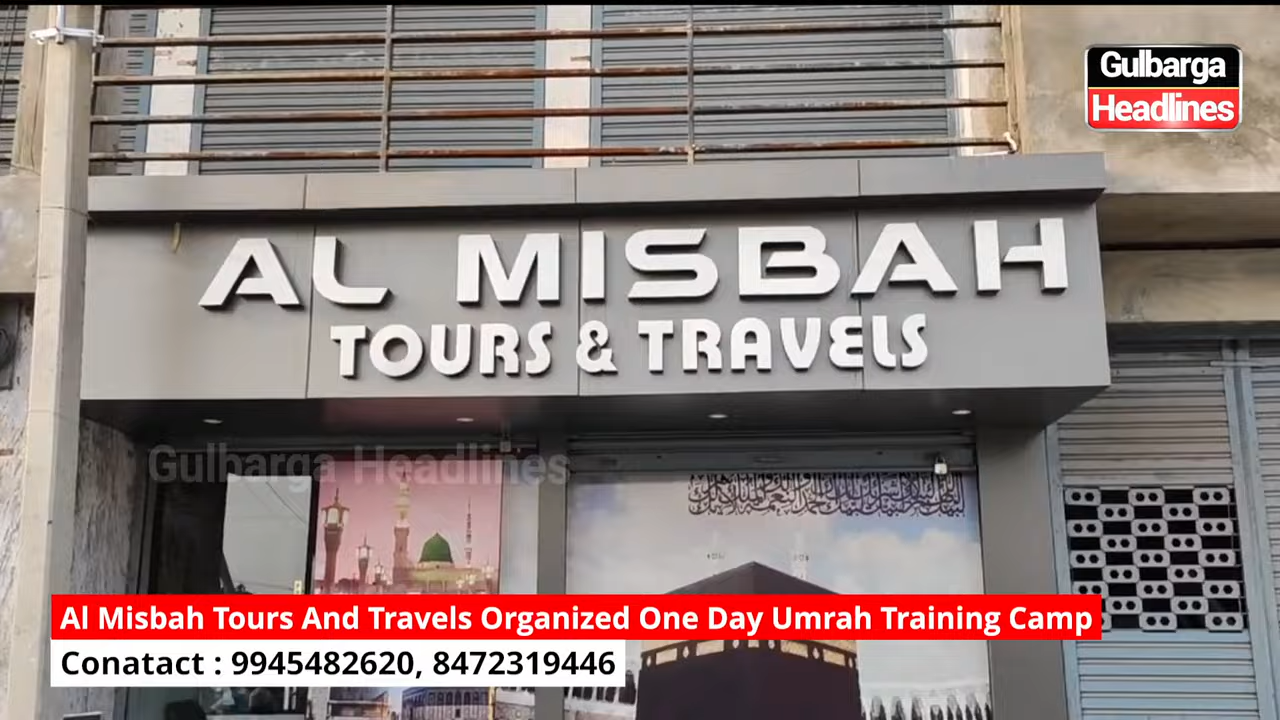 Gulbarga
Headlines
AL MISBAH
TOURS & TRAVELS
Gulbarga Headlines
Al Misbah Tours And Travels Organized One Day Umrah Training Camp
Conatact : 9945482620, 8472319446